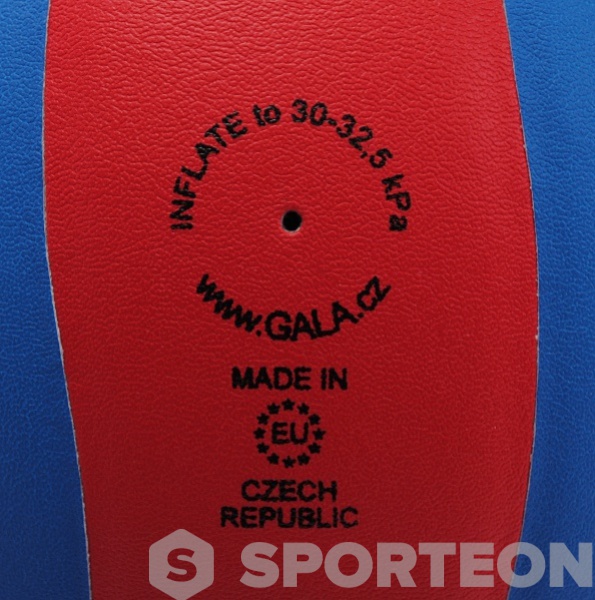 INFLATE to 30-32,5 kPa
www.GALA.cz
MADE IN
EU
CZECH
REPUBLIC
S SPORTEON